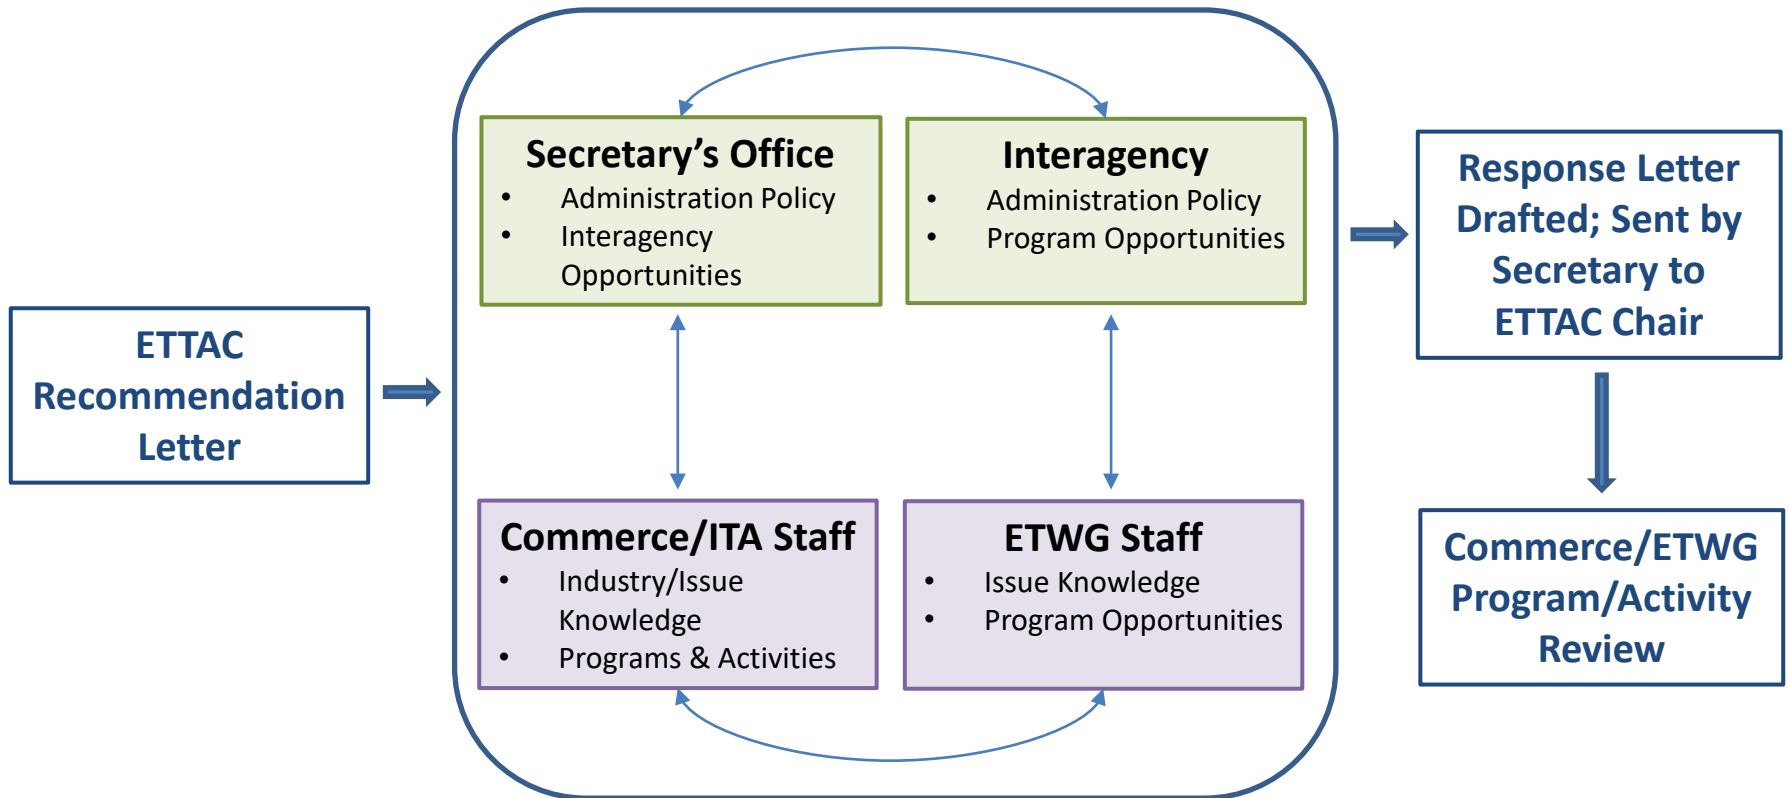 ETTAC
Recommendation
Letter
Secretary’s Office
• Administration Policy
• Interagency
Opportunities
Interagency
• Administration Policy
• Program Opportunities
Commerce/ITA Staff
• Industry/Issue
Knowledge
• Programs & Activities
ETWG Staff
• Issue Knowledge
• Program Opportunities
Response Letter
Drafted; Sent by
Secretary to
ETTAC Chair
Commerce/ETWG
Program/Activity
Review